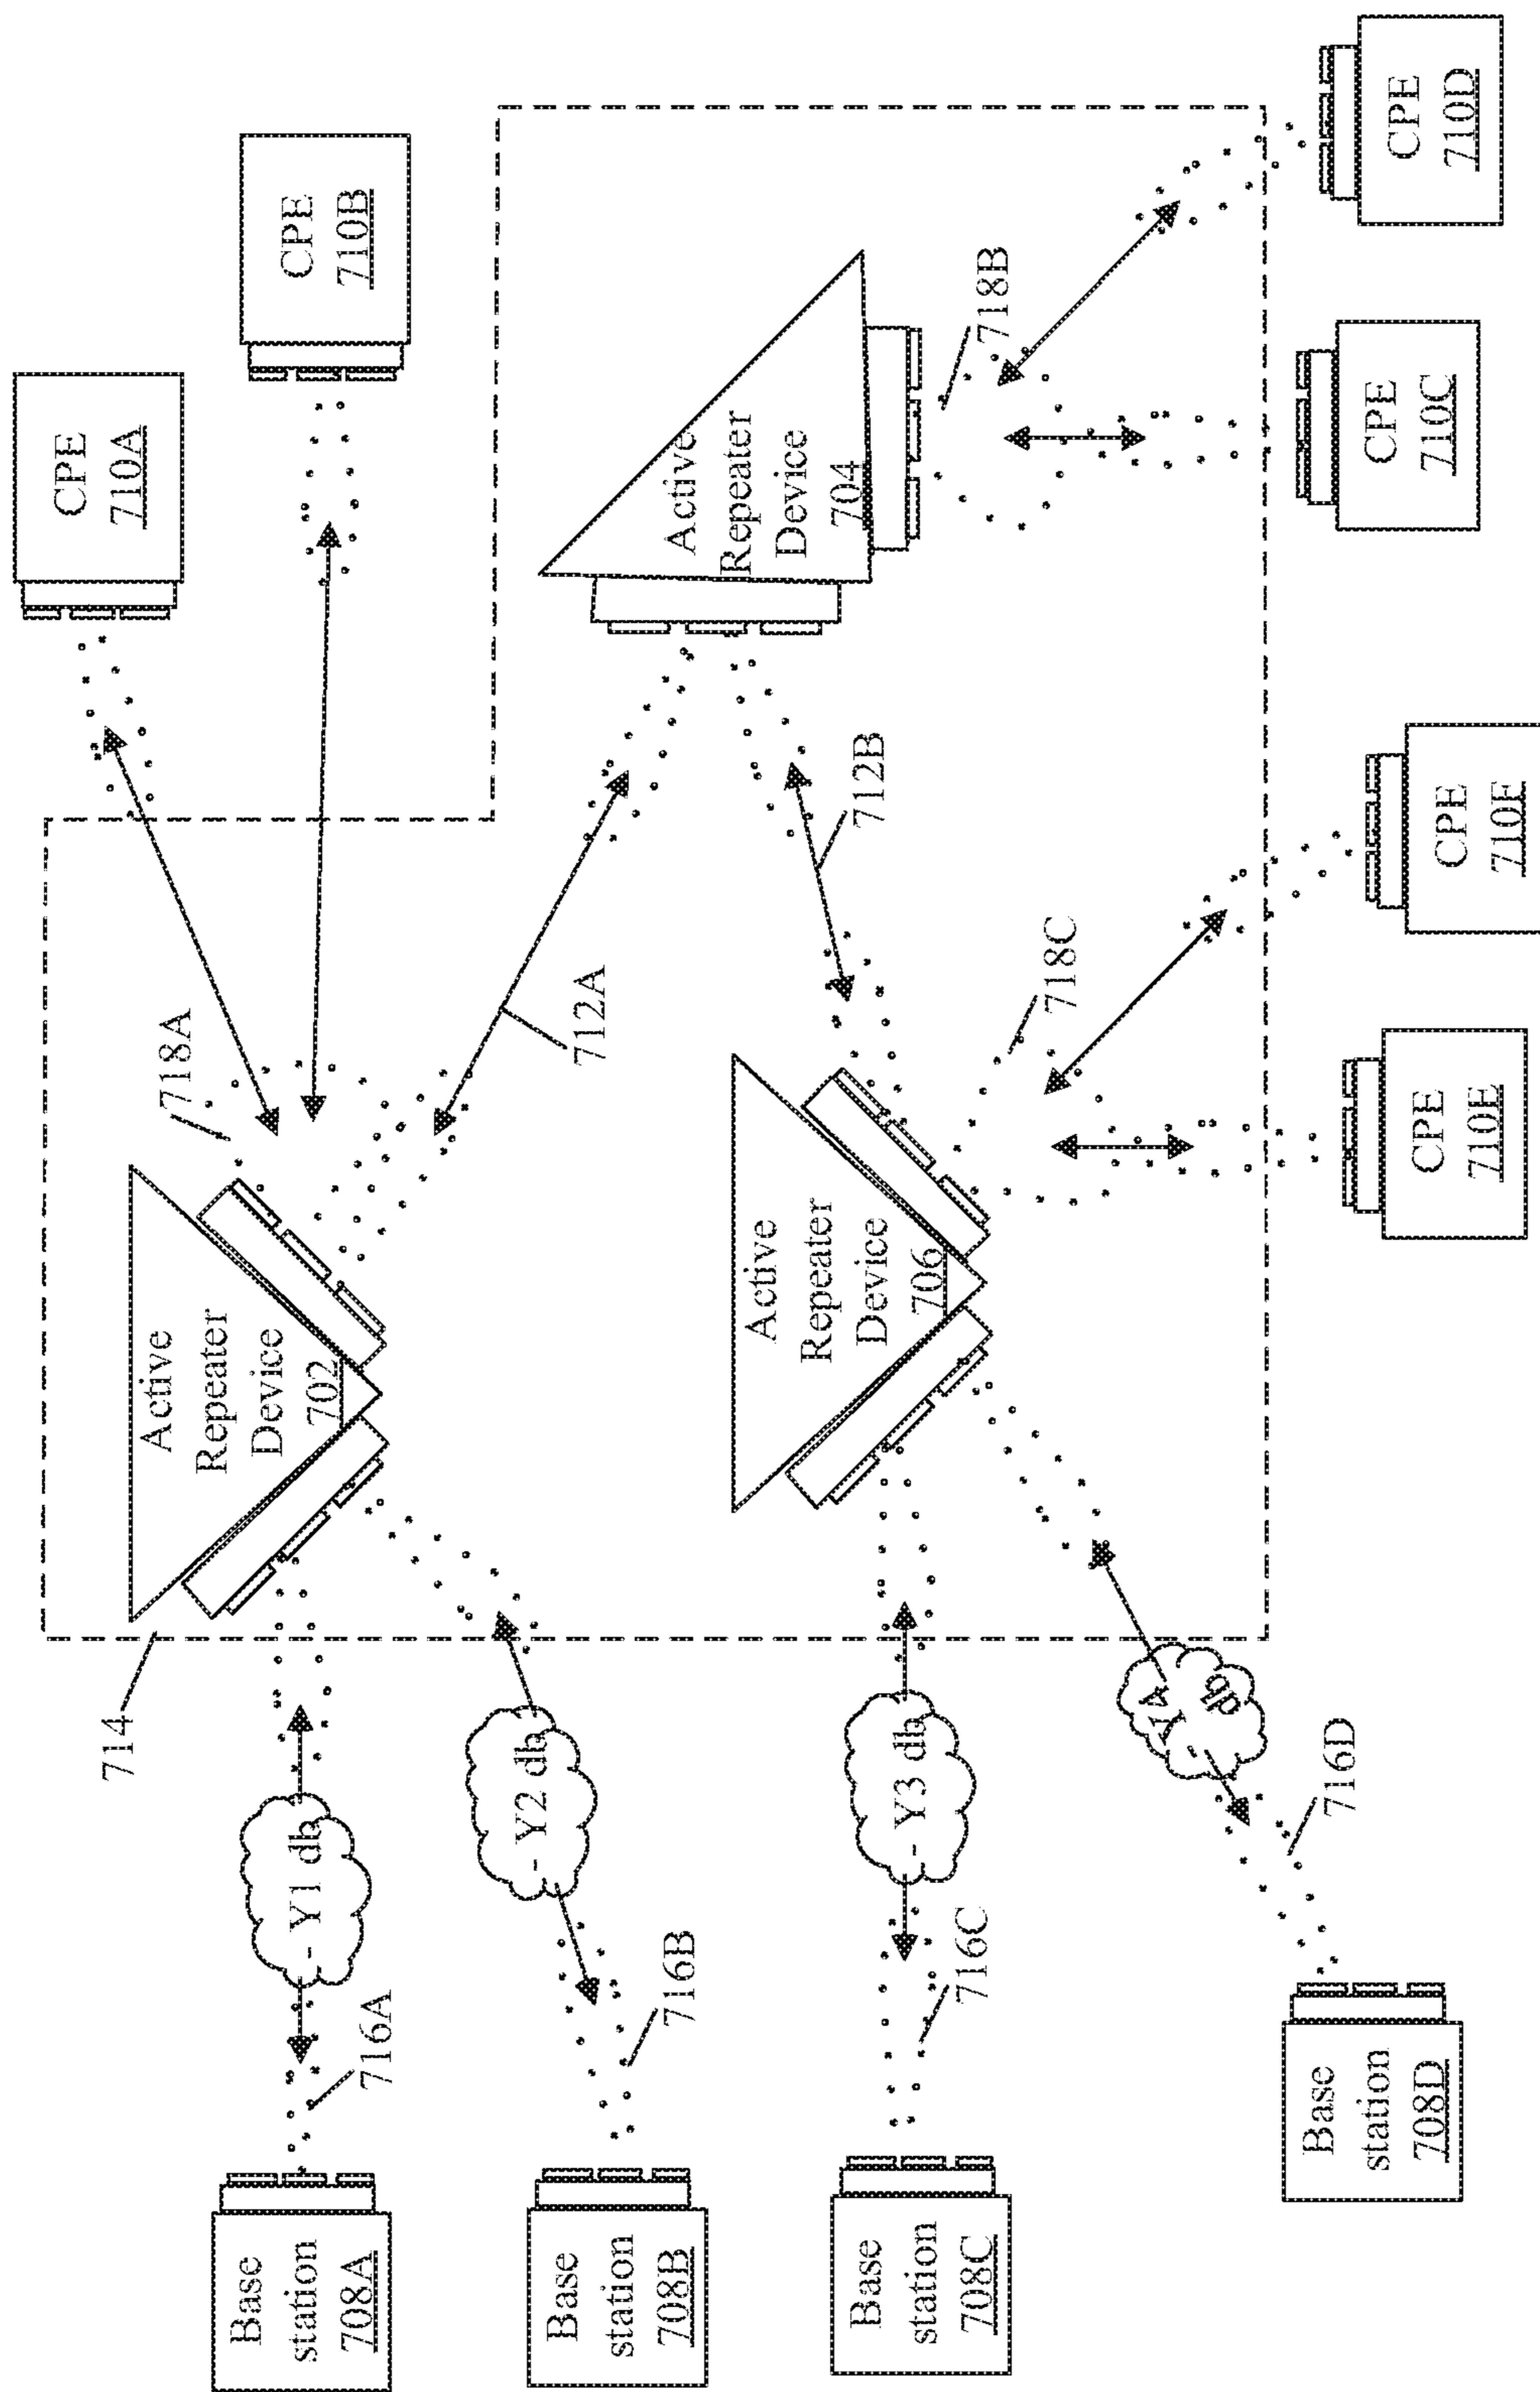 714
Base
station
708A
716A
- Y1 db
Active
Repeater
Device
702
718A
CPE
710A
CPE
710B
Base
station
708B
716B
- Y2 db
712A
Active
Repeater
Device
704
Base
station
708C
716C
- Y3 db
Active
Repeater
Device
706
712B
718B
718C
Base
station
708D
716D
- Y4
db
CPE
710E
CPE
710F
CPE
710C
CPE
710D